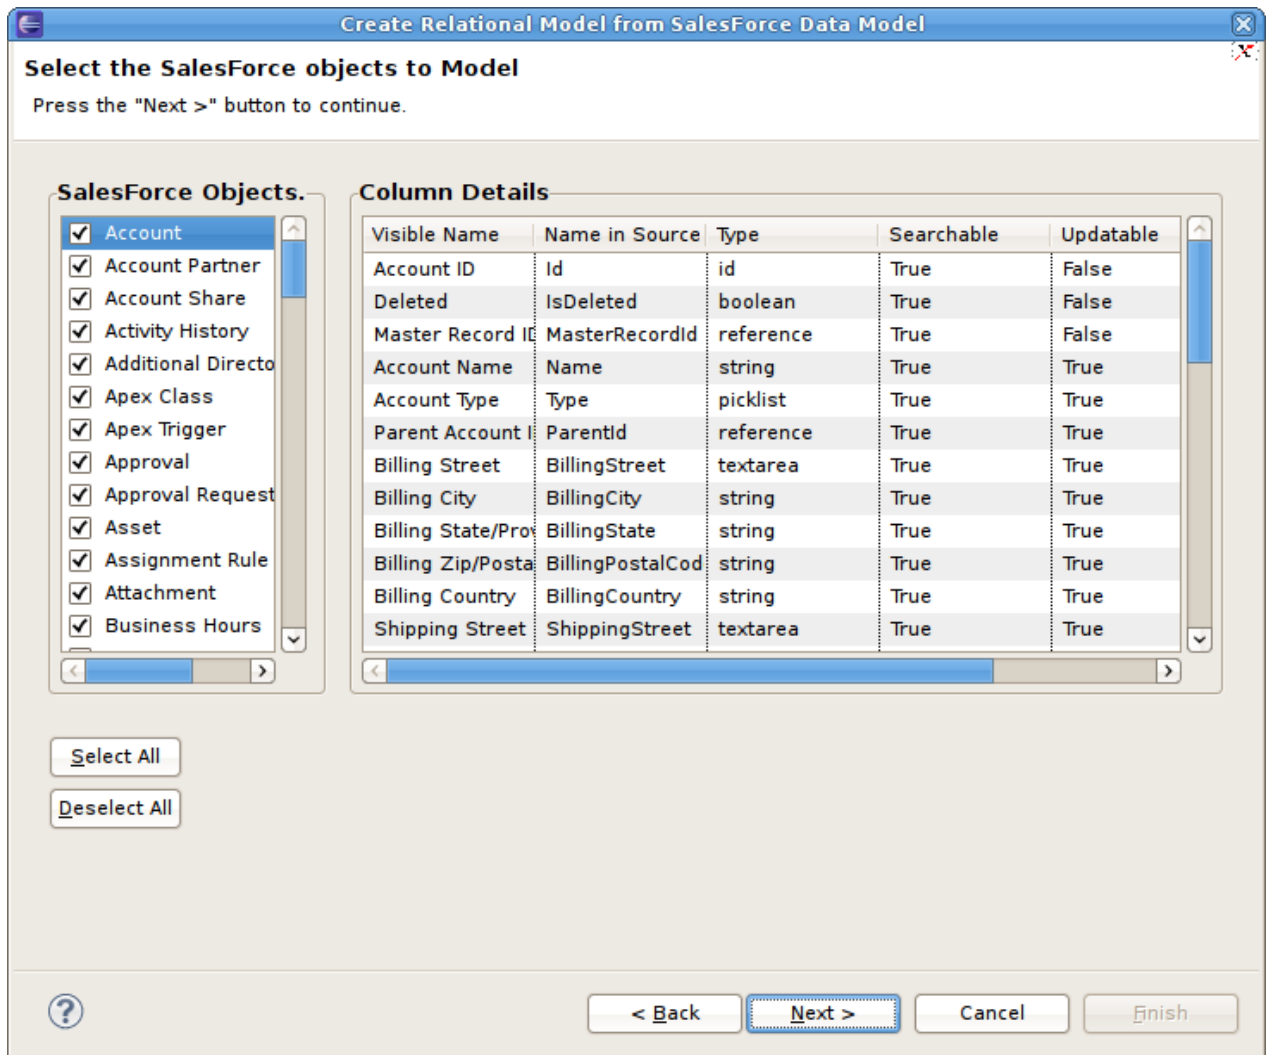 Create Relational Model from SalesForce Data Model
Select the SalesForce objects to Model
Press the "Next >" button to continue.
SalesForce Objects.
Account
Account Partner
Account Share
Activity History
Additional Directo
Apex Class
Apex Trigger
Approval
Approval Request
Asset
Assignment Rule
Attachment
Business Hours
Column Details
Visible Name Name in Source Type Searchable Updatable
Account ID Id id True False
Deleted IsDeleted boolean True False
Master Record ID MasterRecordId reference True False
Account Name Name string True True
Account Type Type picklist True True
Parent Account I ParentId reference True True
Billing Street BillingStreet textarea True True
Billing City BillingCity string True True
Billing State/Prov BillingState string True True
Billing Zip/Posta BillingPostalCod string True True
Billing Country BillingCountry string True True
Shipping Street ShippingStreet textarea True True
Select All
Deselect All
?
< Back Next > Cancel Finish